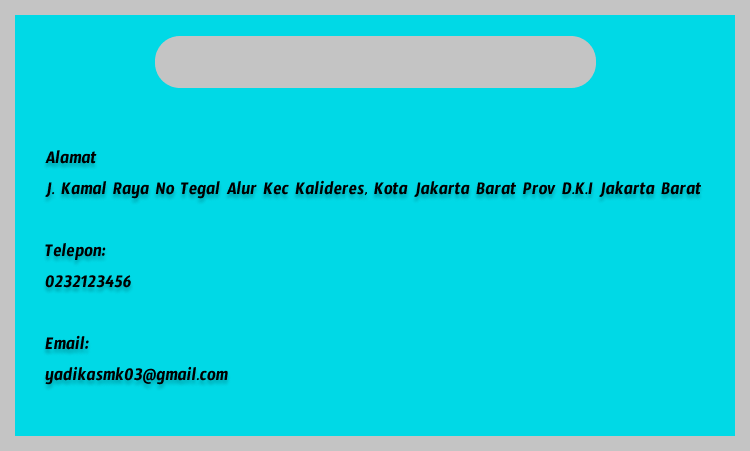 Alamat
J. Kamal Raya No Tegal Alur Kec Kalideres, Kota Jakarta Barat Prov D.K.I Jakarta Barat
Telepon:
0232123456
Email:
yadikasmk03@gmail.com